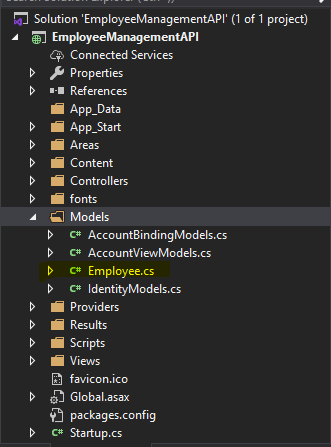 Solution 'EmployeeManagementAPI' (1 of 1 project)
EmployeeManagementAPI
Connected Services
Properties
References
App_Data
App_Start
Areas
Content
Controllers
fonts
Models
C# AccountBindingModels.cs
C# AccountViewModels.cs
C# Employee.cs
C# IdentityModels.cs
Providers
Results
Scripts
Views
favicon.ico
Global.asax
packages.config
C# Startup.cs